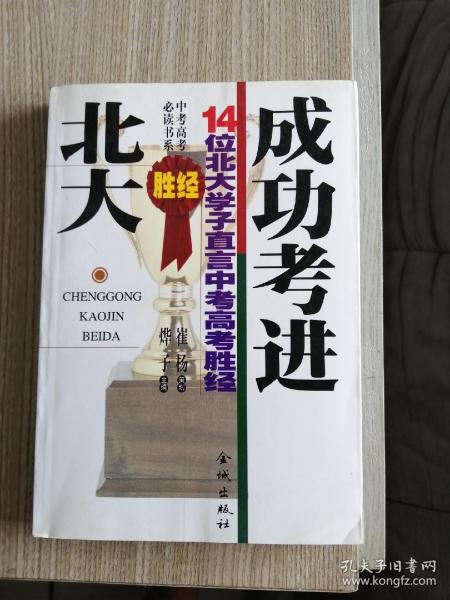 成功考进
北大
14位北大学子直言中考高考胜经
中考高考
必读书系
胜经
CHENGGONG
KAOJIN
BEIDA
崔杨
烨子 主编
金城出版社
孔夫子旧书网
www.kongfz.com